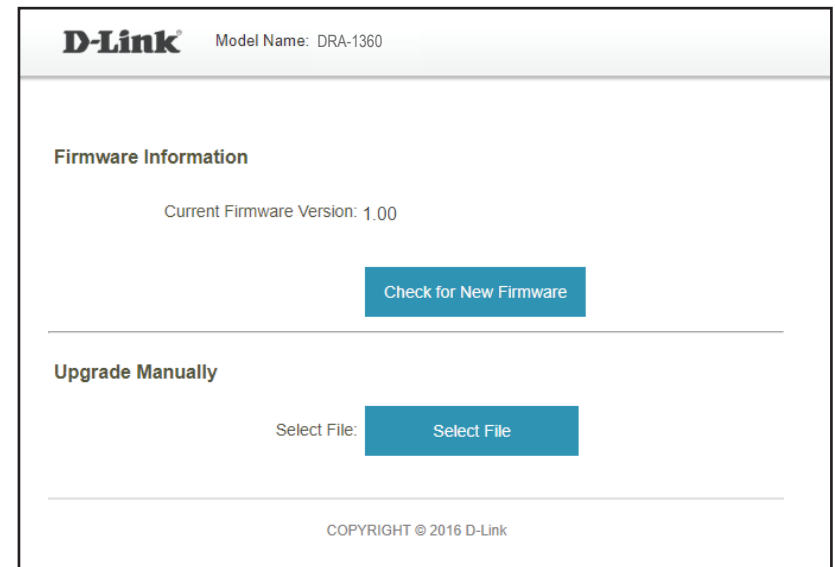 D-Link Model Name: DRA-1360
Firmware Information
Current Firmware Version: 1.00
Check for New Firmware
Upgrade Manually
Select File: Select File
COPYRIGHT © 2016 D-Link